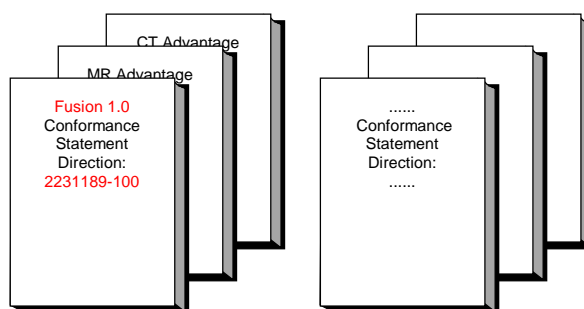 CT Advantage
MR Advantage
Fusion 1.0
Conformance
Statement
Direction:
2231189-100
......
Conformance
Statement
Direction:
......